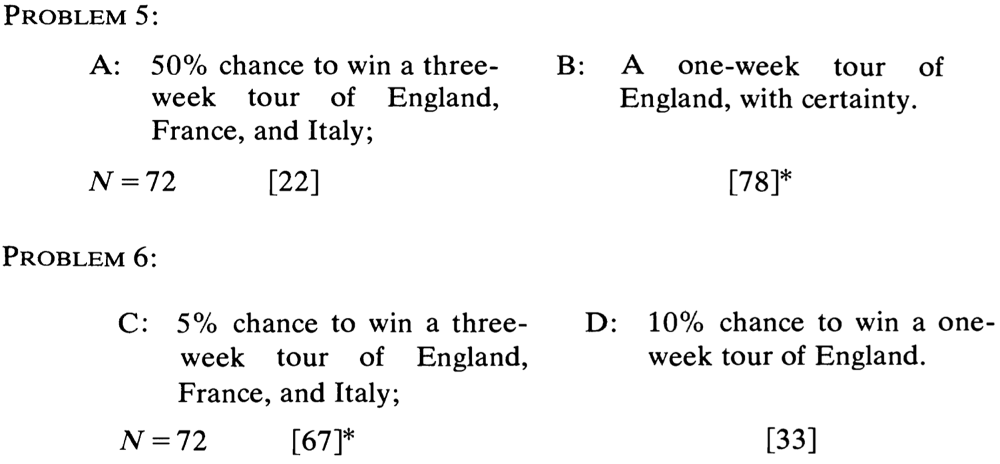 PROBLEM 5:
A: 50% chance to win a three-
week tour of England,
France, and Italy;
B: A one-week tour of
England, with certainty.
N = 72 [22] [78]*
PROBLEM 6:
C: 5% chance to win a three-
week tour of England,
France, and Italy;
D: 10% chance to win a one-
week tour of England.
N = 72 [67]* [33]